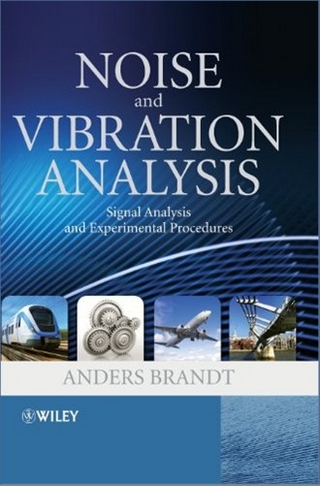 NOISE
and
VIBRATION
ANALYSIS
Signal Analysis
and Experimental Procedures
ANDERS BRANDT
WILEY